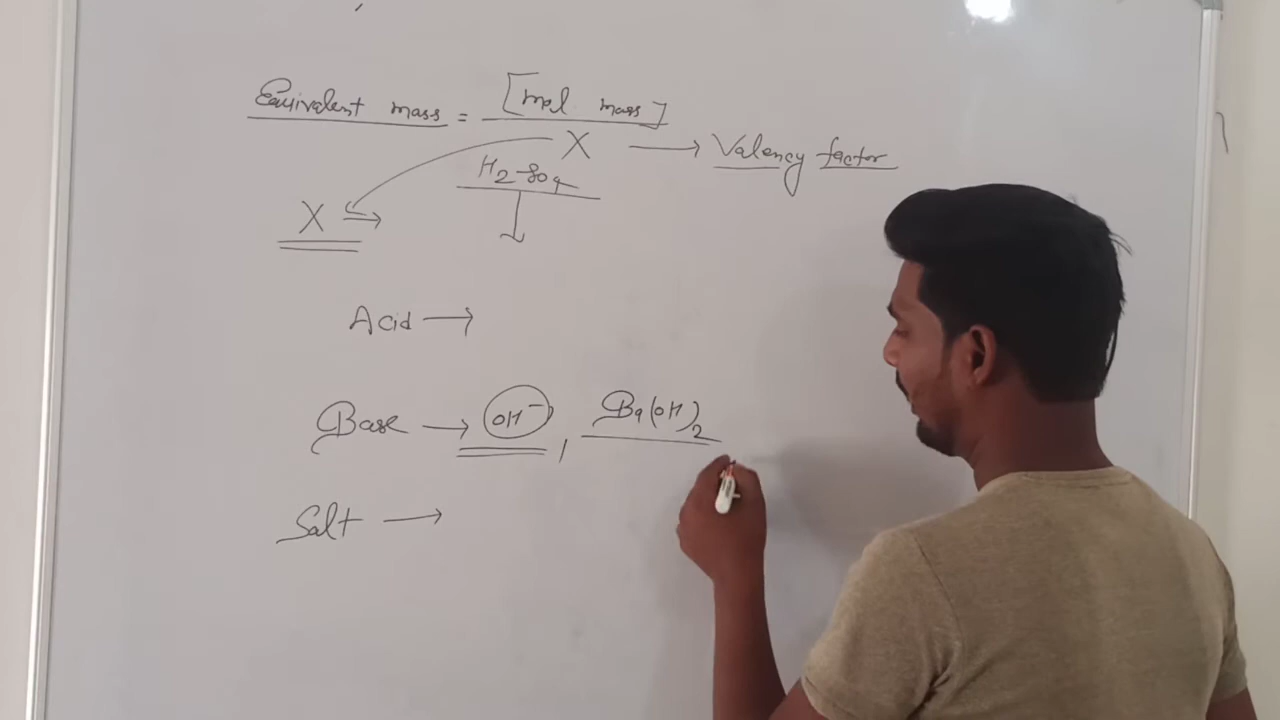 Equivalent mass = [mol mass]
X → Valency factor
H2SO4
X →
Acid →
Base → OH⁻, Ba(OH)2
Salt →